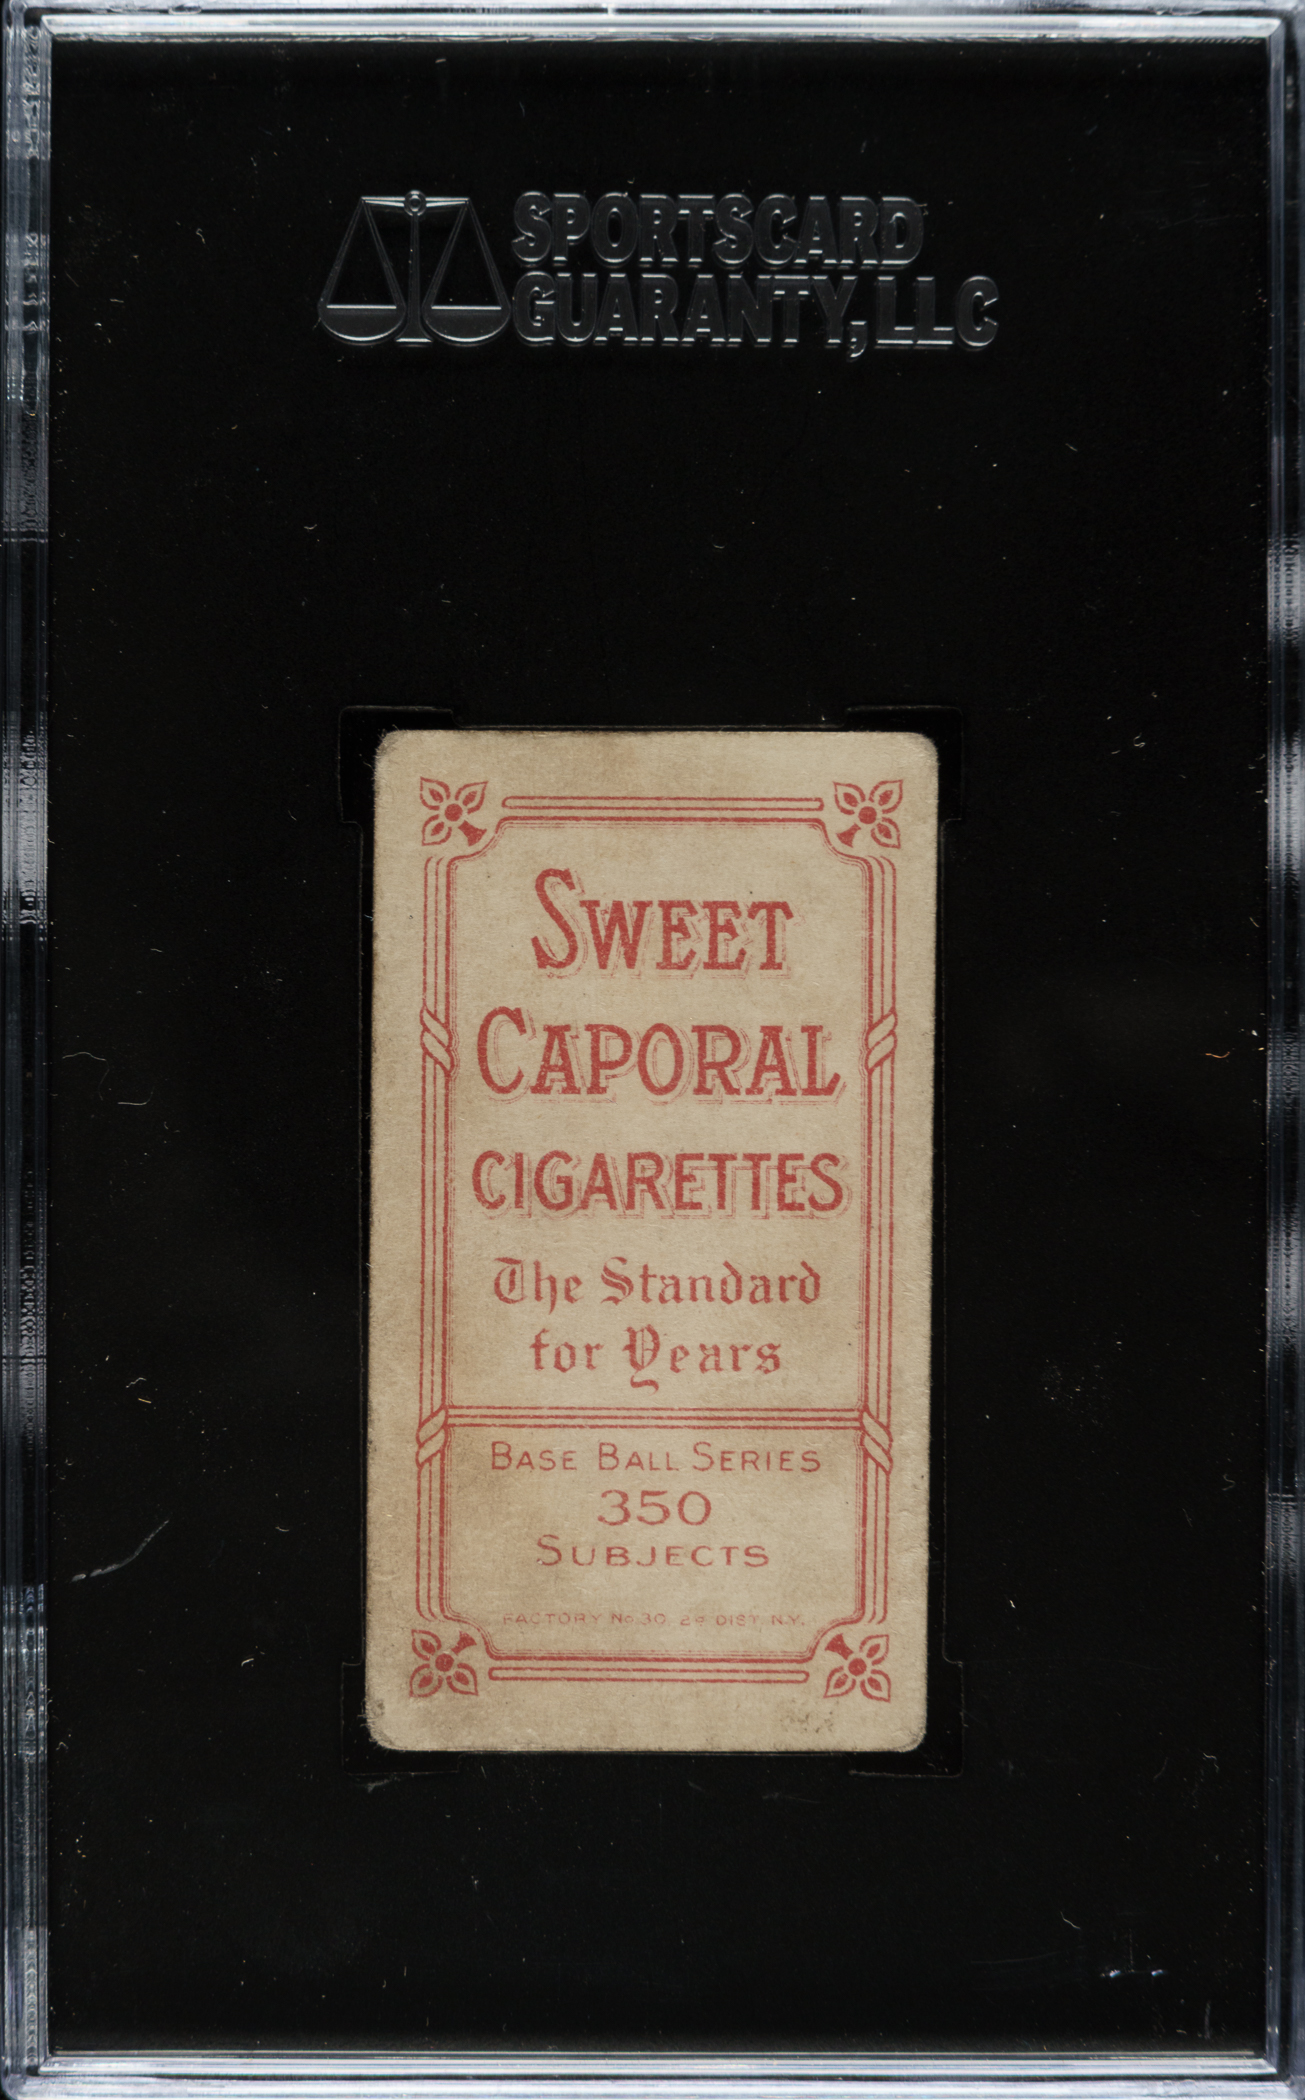 SPORTSCARD
GUARANTY, LLC
SWEET
CAPORAL
CIGARETTES
The Standard
for Years
BASE BALL SERIES
350
SUBJECTS
FACTORY No 30 2d DIST. N.Y.